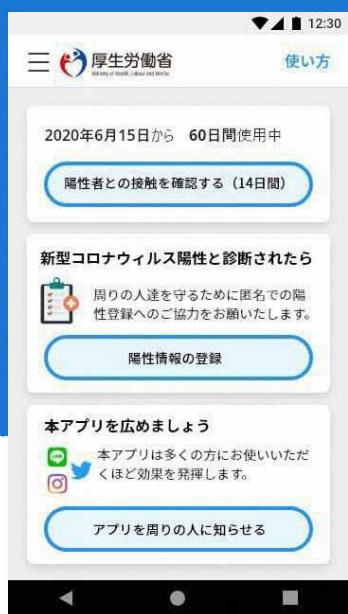 12:30
厚生労働省
Ministry of Health, Labour and Welfare
使い方
2020年6月15日から 60日間使用中
陽性者との接触を確認する（14日間）
新型コロナウィルス陽性と診断されたら
周りの人達を守るために匿名での陽
性登録へのご協力をお願いいたします。
陽性情報の登録
本アプリを広めましょう
本アプリは多くの方にお使いいただ
くほど効果を発揮します。
アプリを周りの人に知らせる